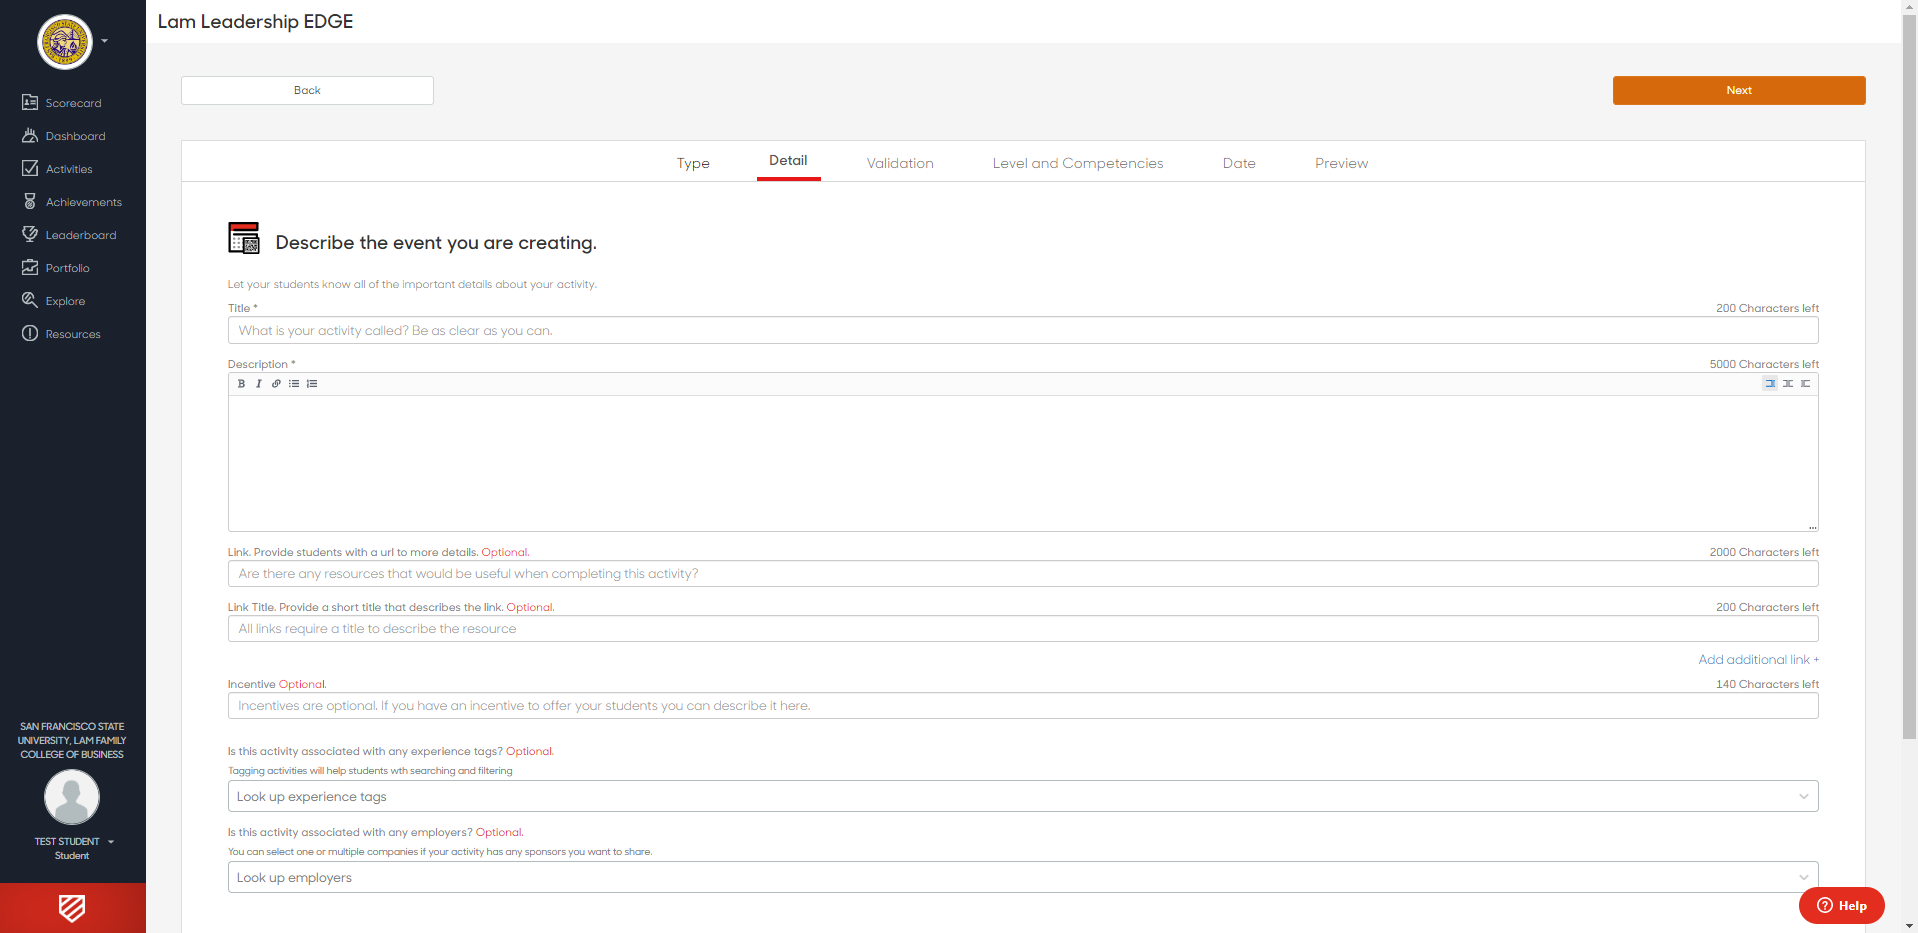 Lam Leadership EDGE
Scorecard
Dashboard
Activities
Achievements
Leaderboard
Portfolio
Explore
Resources
SAN FRANCISCO STATE
UNIVERSITY, LAM FAMILY
COLLEGE OF BUSINESS
TEST STUDENT
Student
Back
Next
Type
Detail
Validation
Level and Competencies
Date
Preview
Describe the event you are creating.
Let your students know all of the important details about your activity.
Title * 200 Characters left
What is your activity called? Be as clear as you can.
Description * 5000 Characters left
B I
Link. Provide students with a url to more details. Optional. 2000 Characters left
Are there any resources that would be useful when completing this activity?
Link Title. Provide a short title that describes the link. Optional. 200 Characters left
All links require a title to describe the resource
Add additional link +
Incentive Optional. 140 Characters left
Incentives are optional. If you have an incentive to offer your students you can describe it here.
Is this activity associated with any experience tags? Optional.
Tagging activities will help students wth searching and filtering
Look up experience tags
Is this activity associated with any employers? Optional.
You can select one or multiple companies if your activity has any sponsors you want to share.
Look up employers
Help